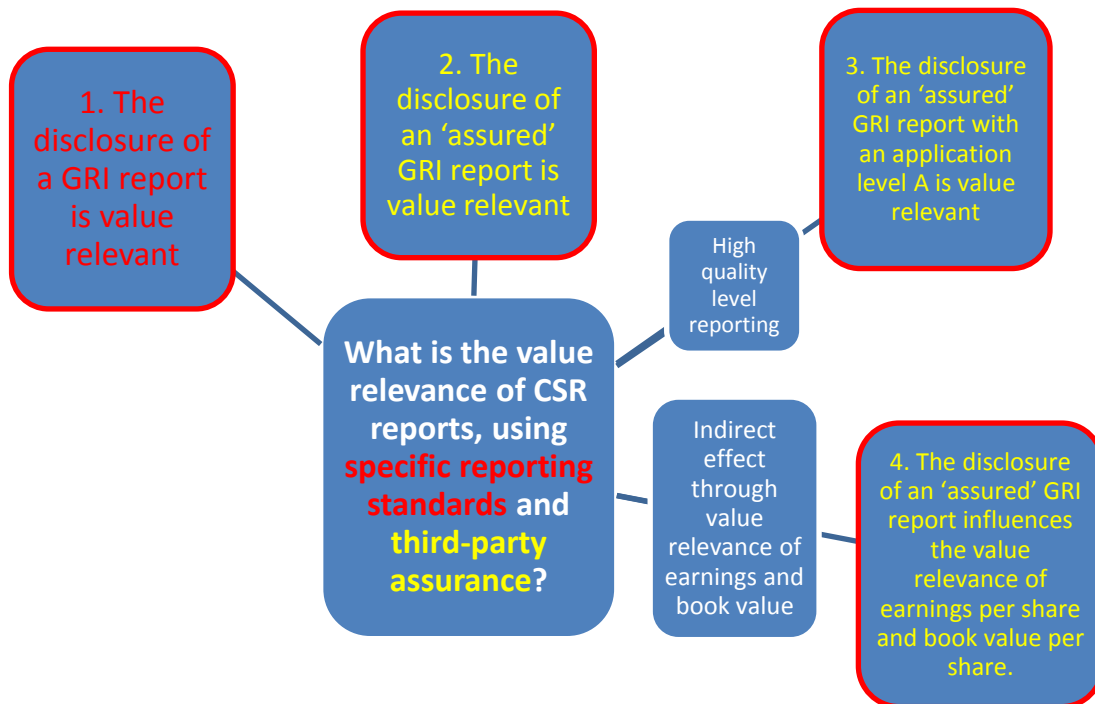 1. The
disclosure of
a GRI report
is value
relevant
2. The
disclosure of
an ‘assured’
GRI report is
value relevant
3. The disclosure
of an ‘assured’
GRI report with
an application
level A is value
relevant
High
quality
level
reporting
What is the value
relevance of CSR
reports, using
specific reporting
standards and
third-party
assurance?
Indirect
effect
through
value
relevance of
earnings and
book value
4. The disclosure
of an ‘assured’ GRI
report influences
the value
relevance of
earnings per share
and book value per
share.